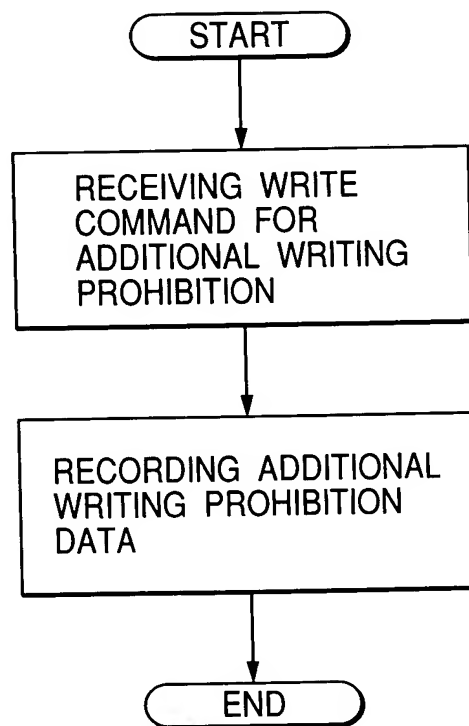 START
RECEIVING WRITE
COMMAND FOR
ADDITIONAL WRITING
PROHIBITION
RECORDING ADDITIONAL
WRITING PROHIBITION
DATA
END